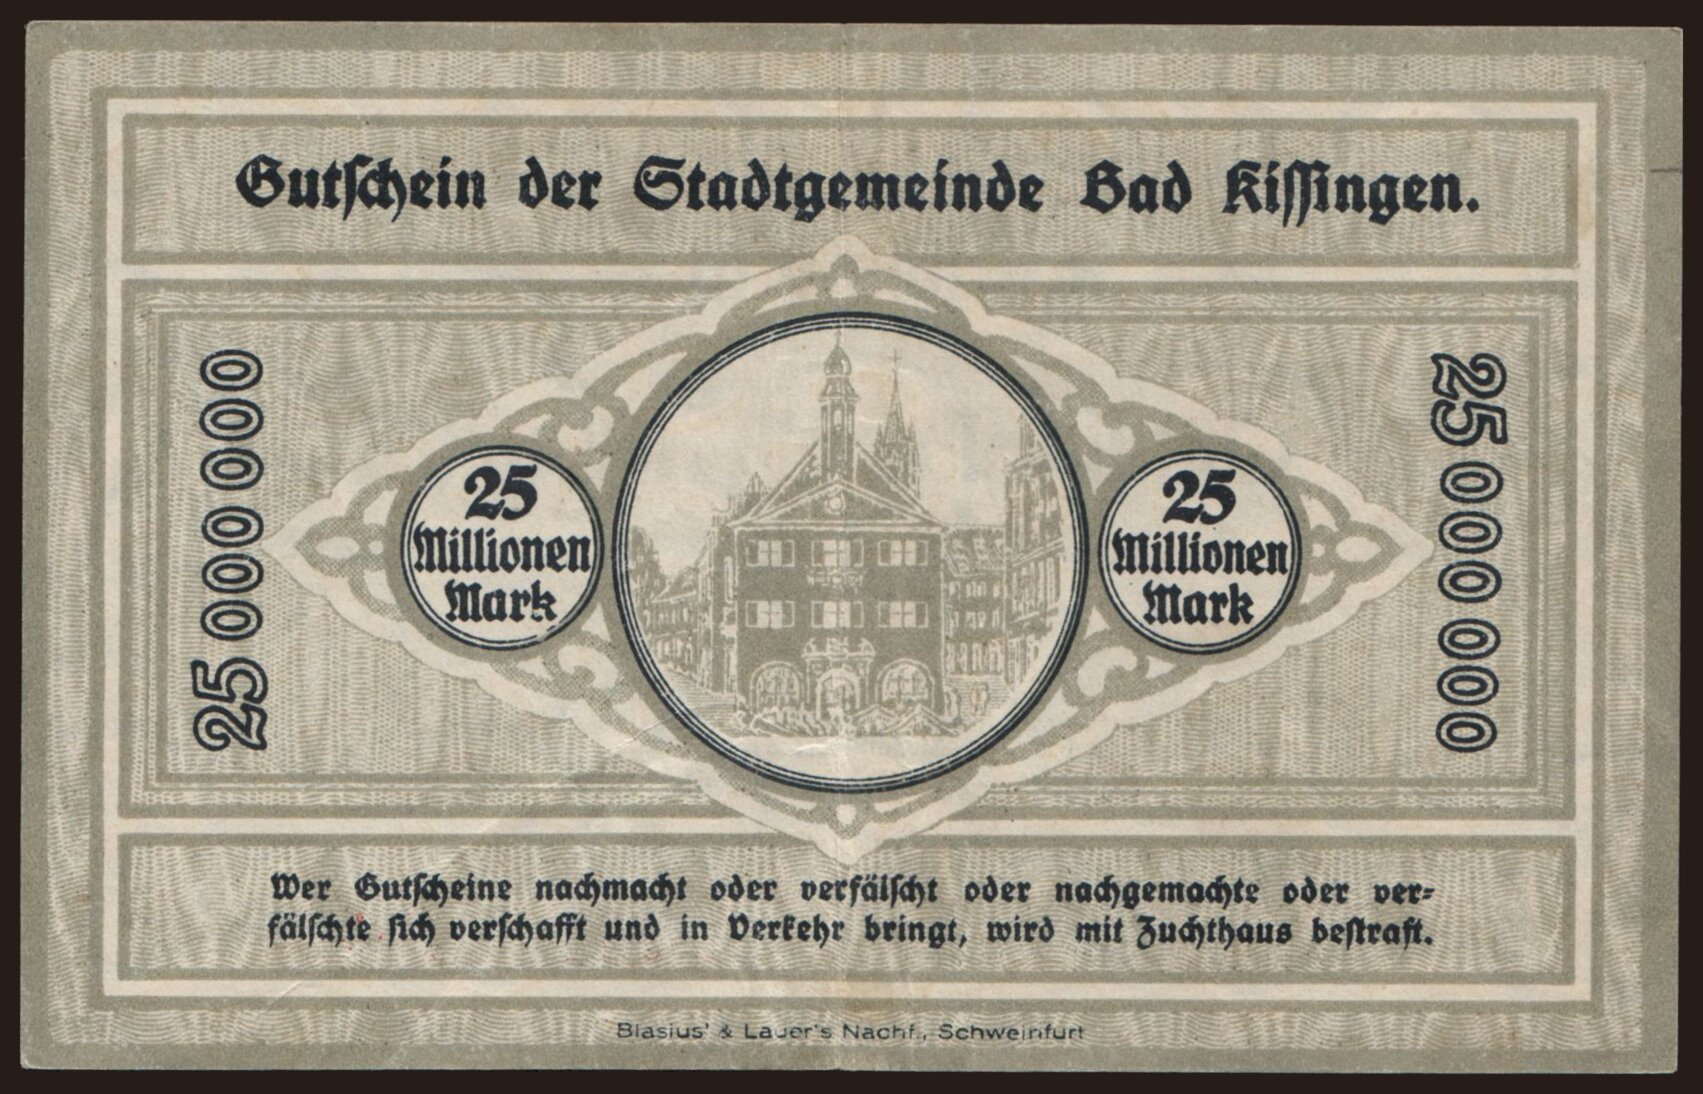 Gutschein der Stadtgemeinde Bad Kissingen.
25 000 000
25
Millionen
Mark
25
Millionen
Mark
25 000 000
Wer Gutscheine nachmacht oder verfälscht oder nachgemachte oder ver-
fälschte sich verschafft und in Verkehr bringt, wird mit Zuchthaus bestraft.
Blasius' & Lauer's Nachf., Schweinfurt